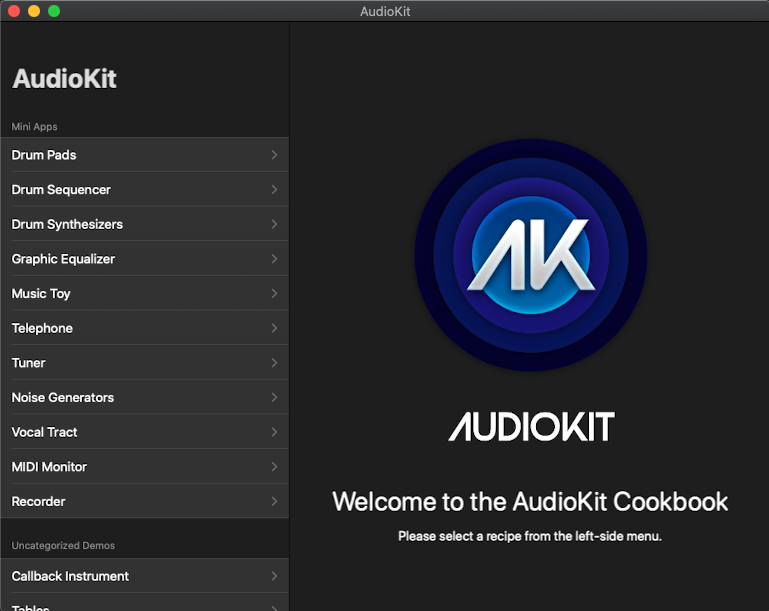 AudioKit
AudioKit
Mini Apps
Drum Pads
Drum Sequencer
Drum Synthesizers
Graphic Equalizer
Music Toy
Telephone
Tuner
Noise Generators
Vocal Tract
MIDI Monitor
Recorder
Uncategorized Demos
Callback Instrument
Tables
AK
AUDIOKIT
Welcome to the AudioKit Cookbook
Please select a recipe from the left-side menu.